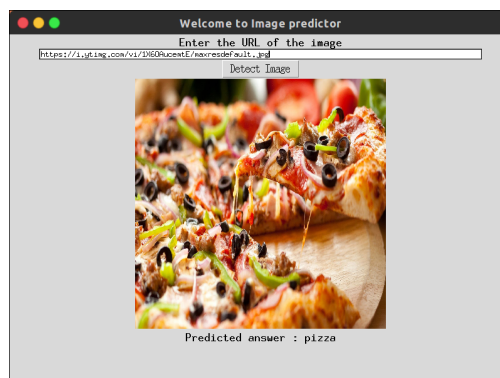 Welcome to Image predictor
Enter the URL of the image
https://i.ytimg.com/vi/1X6OAucemtE/maxresdefault.jpg
Detect Image
Predicted answer : pizza